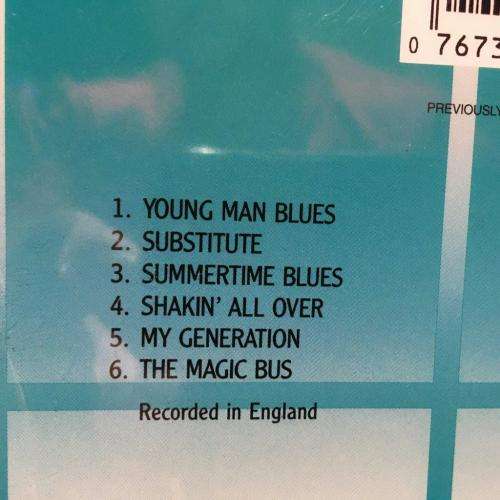 0 7673
PREVIOUSLY
1. YOUNG MAN BLUES
2. SUBSTITUTE
3. SUMMERTIME BLUES
4. SHAKIN' ALL OVER
5. MY GENERATION
6. THE MAGIC BUS
Recorded in England